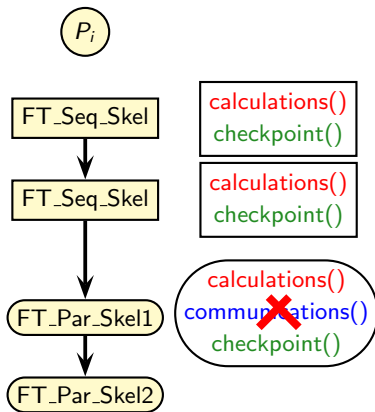 P_i
FT_Seq_Skel
calculations()
checkpoint()
FT_Seq_Skel
calculations()
checkpoint()
FT_Par_Skel1
calculations()
communications()
checkpoint()
FT_Par_Skel2